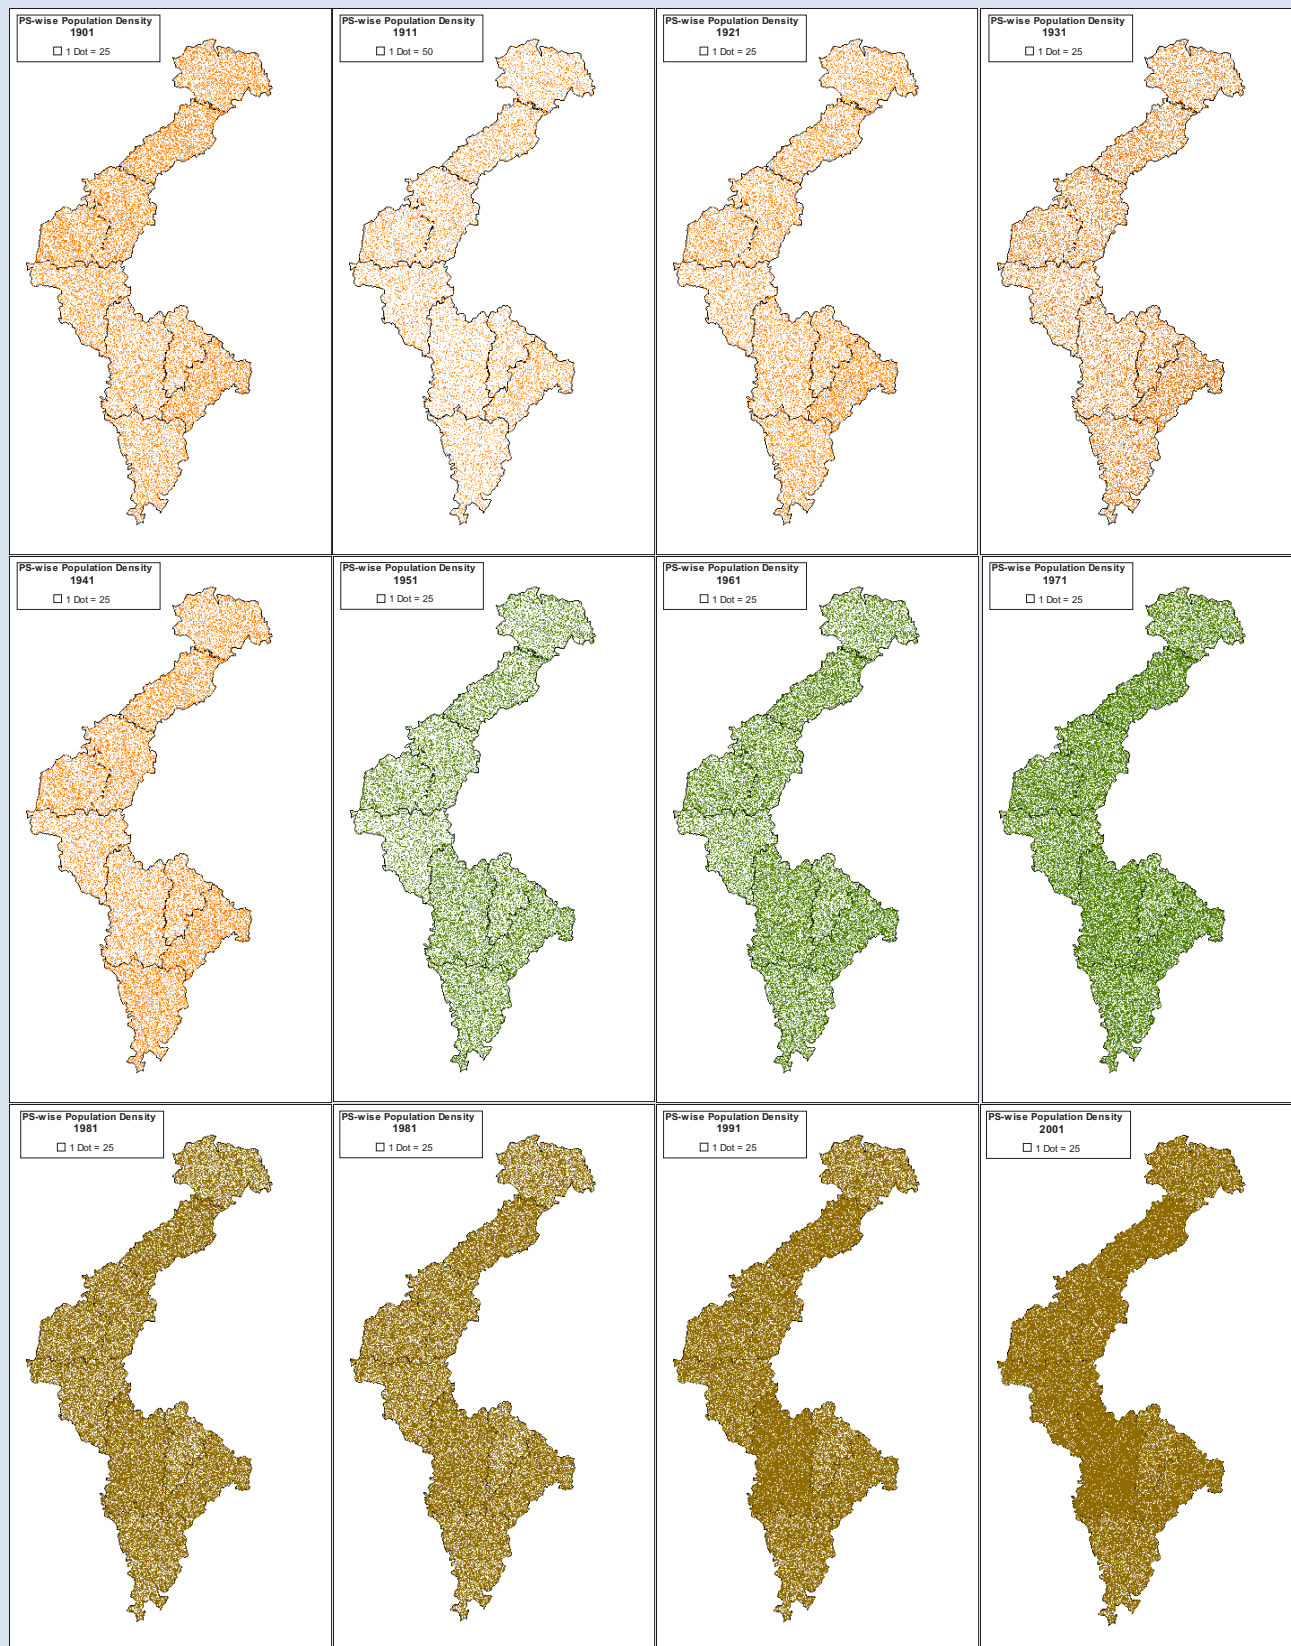 PS-wise Population Density
1901
1 Dot = 25
PS-wise Population Density
1911
1 Dot = 50
PS-wise Population Density
1921
1 Dot = 25
PS-wise Population Density
1931
1 Dot = 25
PS-wise Population Density
1941
1 Dot = 25
PS-wise Population Density
1951
1 Dot = 25
PS-wise Population Density
1961
1 Dot = 25
PS-wise Population Density
1971
1 Dot = 25
PS-wise Population Density
1981
1 Dot = 25
PS-wise Population Density
1981
1 Dot = 25
PS-wise Population Density
1991
1 Dot = 25
PS-wise Population Density
2001
1 Dot = 25